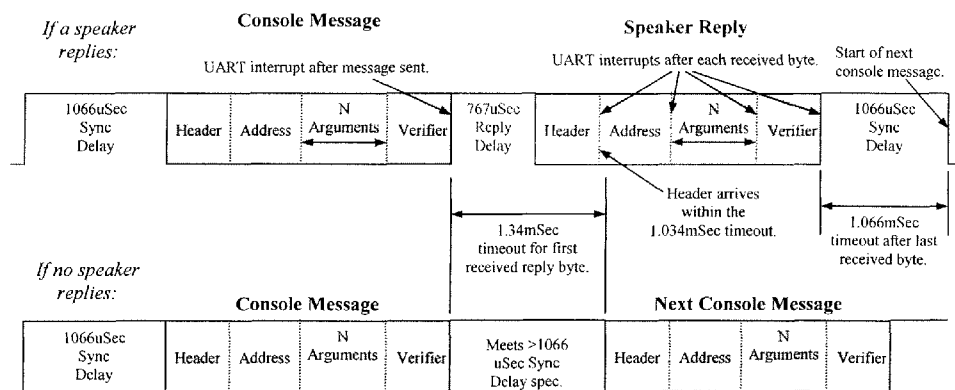 Console Message
If a speaker
replies:
Speaker Reply
Start of next
console message.
UART interrupt after message sent.
UART interrupts after each received byte.
1066uSec
Sync
Delay
Header
Address
N
Arguments
Verifier
767uSec
Reply
Delay
Header
Address
N
Arguments
Verifier
1066uSec
Sync
Delay
Header arrives
within the
1.034mSec timeout.
1.34mSec
timeout for first
received reply byte.
1.066mSec
timeout after last
received byte.
If no speaker
replies:
Console Message
Next Console Message
1066uSec
Sync
Delay
Header
Address
N
Arguments
Verifier
Meets >1066
uSec Sync
Delay spec.
Header
Address
N
Arguments
Verifier